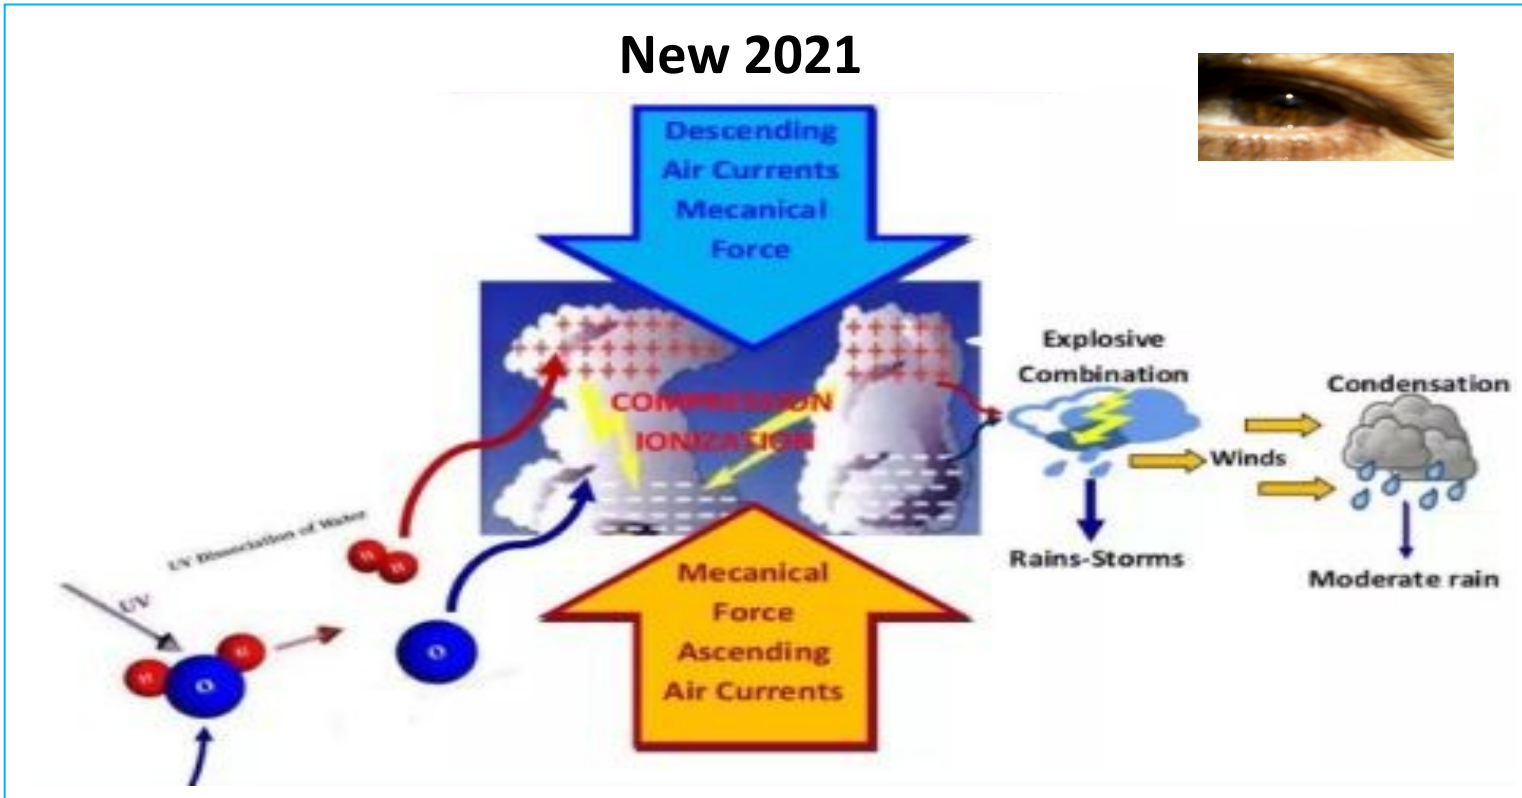 New 2021
Descending
Air Currents
Mecanical
Force
COMPRESSION
IONIZATION
Explosive
Combination
Condensation
Winds
Rains-Storms
Moderate rain
UV Dissociation of Water
UV
H
H
H
H
O
O
Mecanical
Force
Ascending
Air Currents